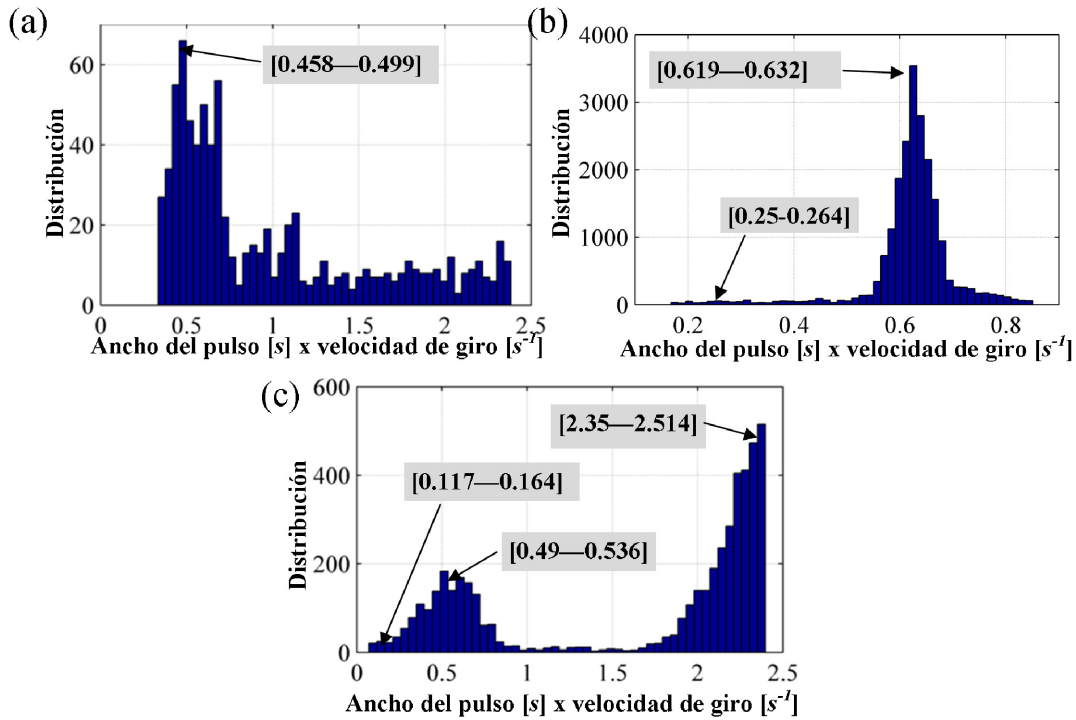 (a)
60
40
20
0
Distribución
[0.458—0.499]
0 0.5 1 1.5 2 2.5
Ancho del pulso [s] x velocidad de giro [s⁻¹]
(b)
4000
3000
2000
1000
0
Distribución
[0.619—0.632]
[0.25-0.264]
0.2 0.4 0.6 0.8
Ancho del pulso [s] x velocidad de giro [s⁻¹]
(c)
600
400
200
0
Distribución
[2.35—2.514]
[0.117—0.164]
[0.49—0.536]
0 0.5 1 1.5 2 2.5
Ancho del pulso [s] x velocidad de giro [s⁻¹]